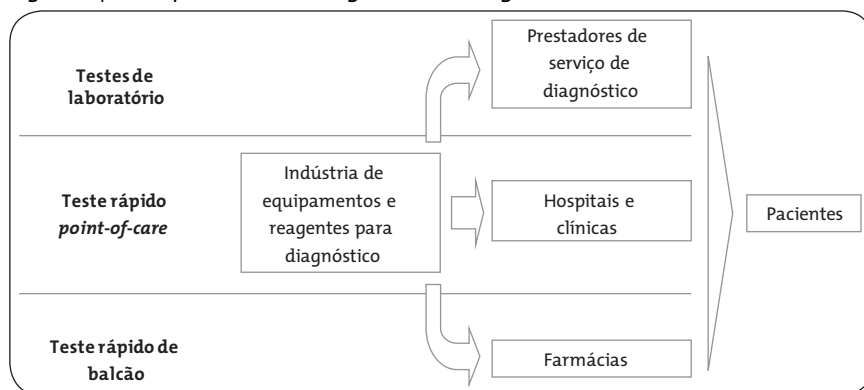 Testes de
laboratório
Prestadores de
serviço de
diagnóstico
Teste rápido
point-of-care
Indústria de
equipamentos e
reagentes para
diagnóstico
Hospitais e
clínicas
Pacientes
Teste rápido de
balcão
Farmácias